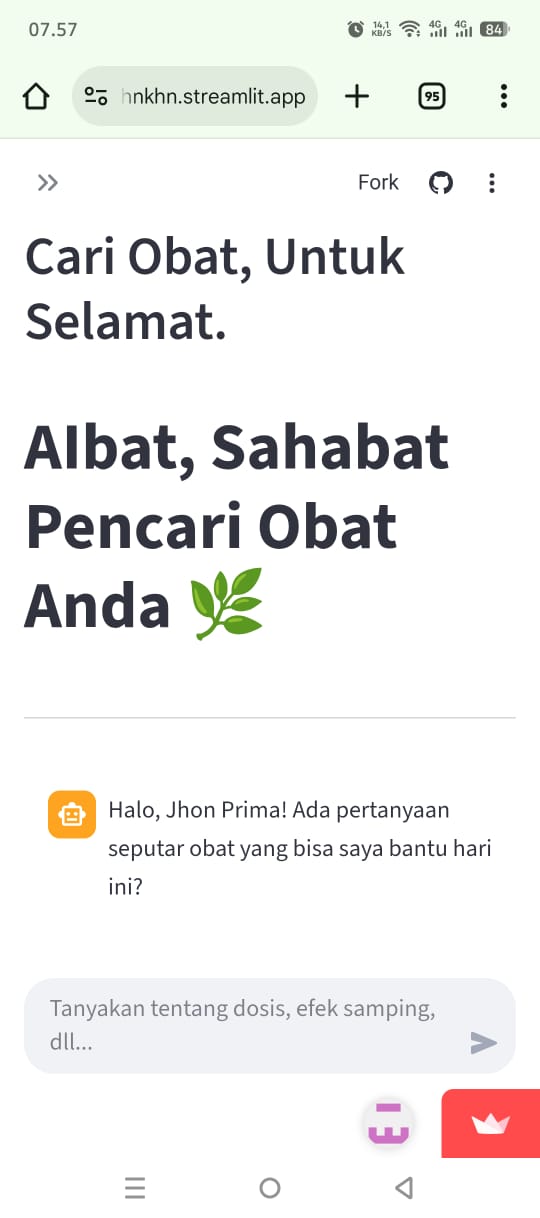 07.57
14,1
KB/S
4G
4G
84
hnkhn.streamlit.app
95
Fork
Cari Obat, Untuk
Selamat.
AIbat, Sahabat
Pencari Obat
Anda
Halo, Jhon Prima! Ada pertanyaan
seputar obat yang bisa saya bantu hari
ini?
Tanyakan tentang dosis, efek samping,
dll...